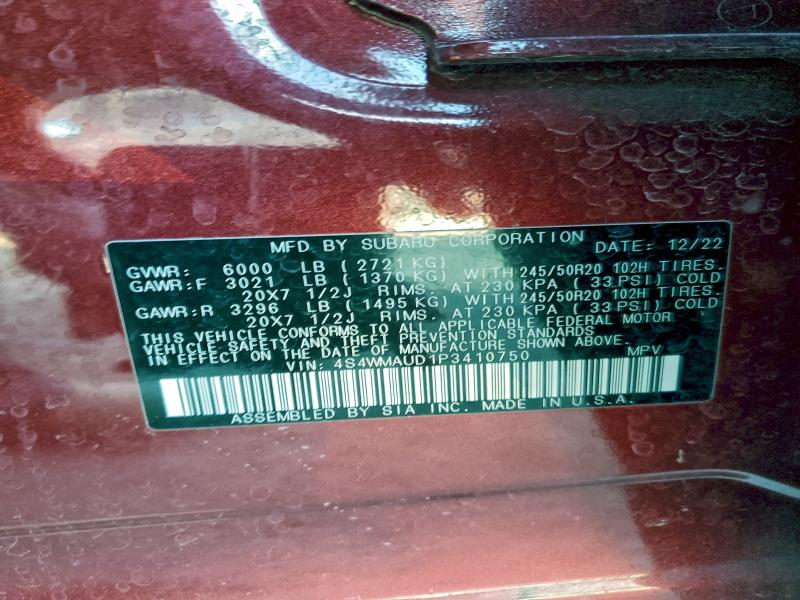 MFD BY SUBARU CORPORATION DATE: 12/22
GVWR: 6000 LB ( 2721 KG)
GAWR: F 3021 LB ( 1370 KG) WITH 245/50R20 102H TIRES.
20X7 1/2J RIMS. AT 230 KPA ( 33 PSI) COLD
GAWR: R 3296 LB ( 1495 KG) WITH 245/50R20 102H TIRES.
20X7 1/2J RIMS. AT 230 KPA ( 33 PSI) COLD
THIS VEHICLE CONFORMS TO ALL APPLICABLE FEDERAL MOTOR
VEHICLE SAFETY AND THEFT PREVENTION STANDARDS
IN EFFECT ON THE DATE OF MANUFACTURE SHOWN ABOVE.
VIN: 4S4WMAUD1P3410750 MPV
ASSEMBLED BY SIA INC. MADE IN U.S.A.